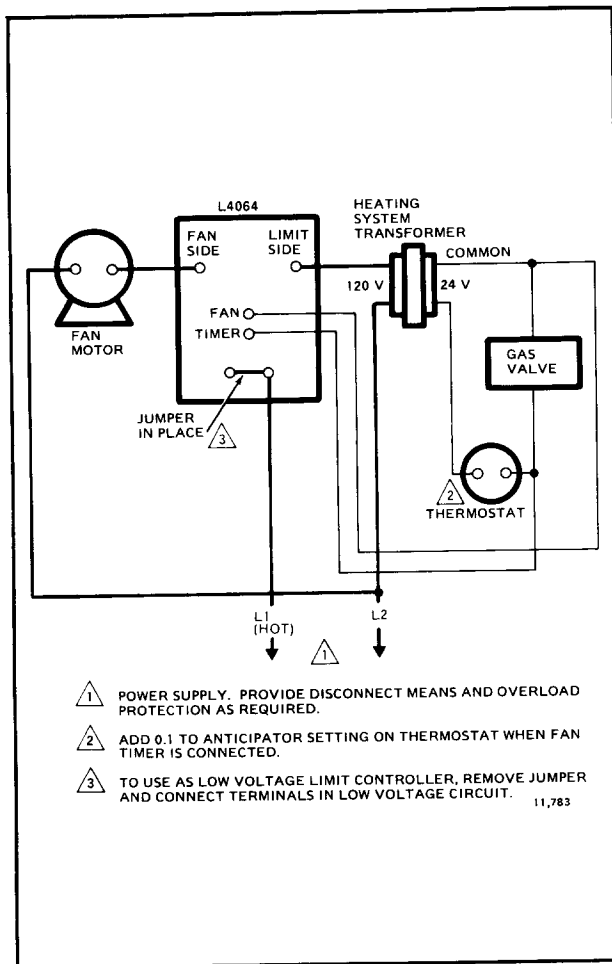 L4064
FAN
SIDE
LIMIT
SIDE
HEATING
SYSTEM
TRANSFORMER
COMMON
120 V
24 V
FAN
MOTOR
FAN
TIMER
JUMPER
IN PLACE
3
GAS
VALVE
2
THERMOSTAT
L1
(HOT)
1
L2
1 POWER SUPPLY. PROVIDE DISCONNECT MEANS AND OVERLOAD
PROTECTION AS REQUIRED.
2 ADD 0.1 TO ANTICIPATOR SETTING ON THERMOSTAT WHEN FAN
TIMER IS CONNECTED.
3 TO USE AS LOW VOLTAGE LIMIT CONTROLLER, REMOVE JUMPER
AND CONNECT TERMINALS IN LOW VOLTAGE CIRCUIT.
11,783